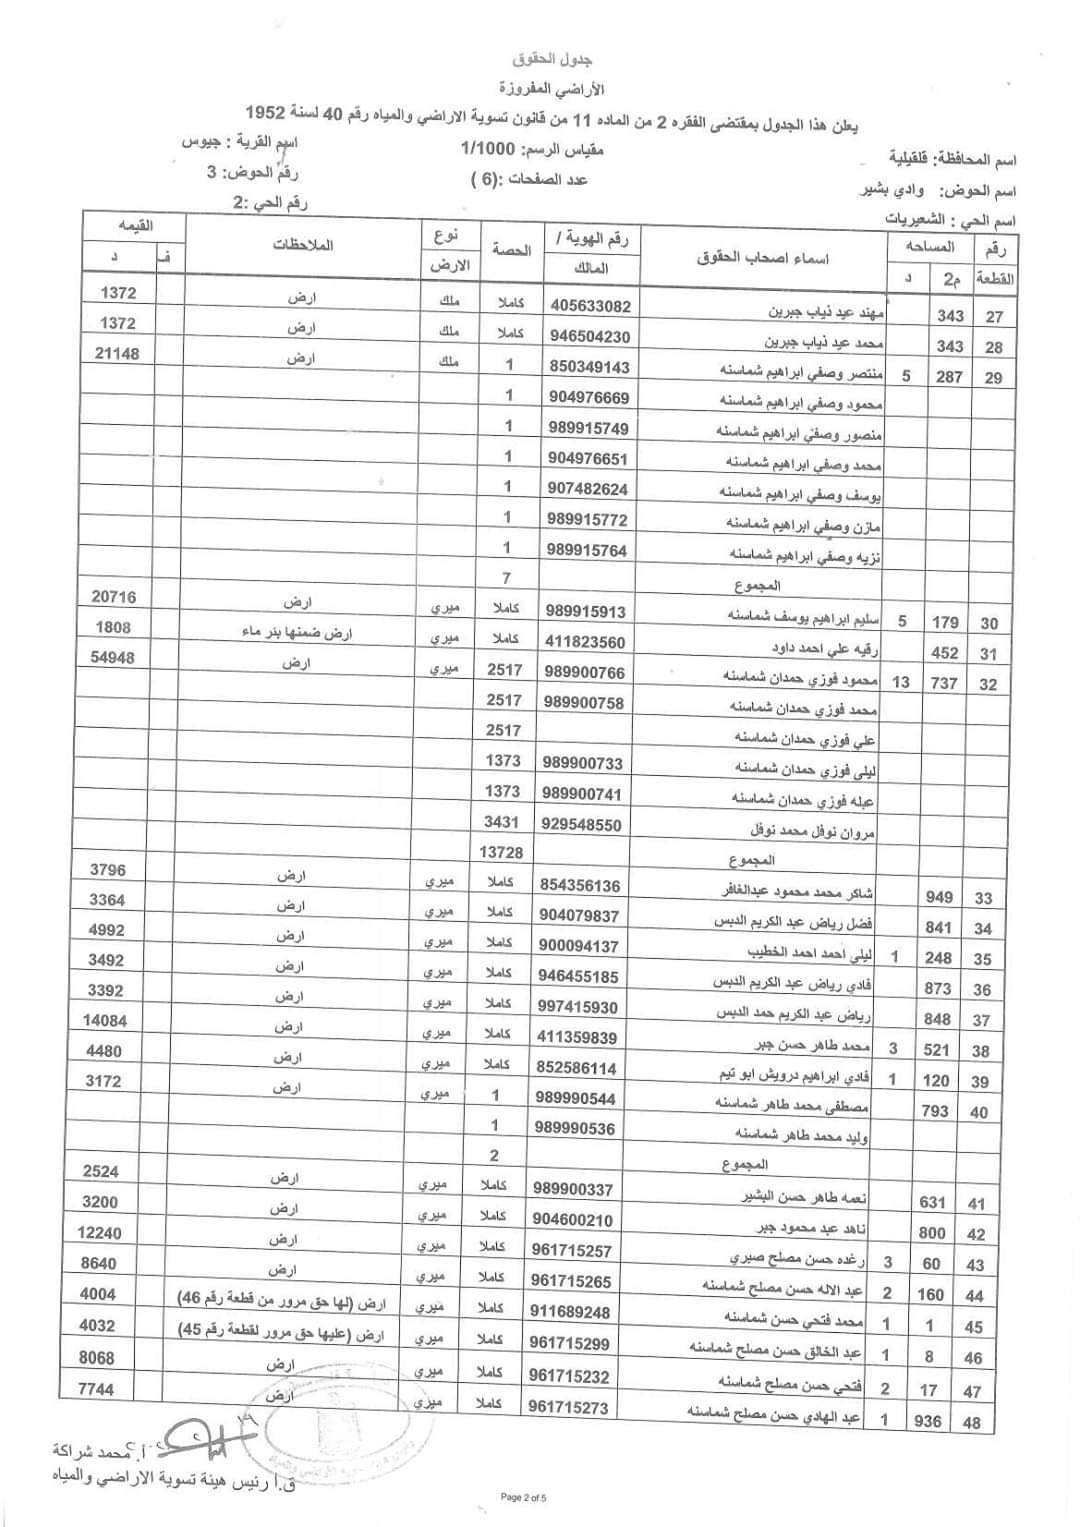 جدول الحقوق
الأراضي المفروزة
يعلن هذا الجدول بمقتضى الفقره 2 من الماده 11 من قانون تسوية الاراضي والمياه رقم 40 لسنة 1952
اسم المحافظة: قلقيلية مقياس الرسم: 1/1000 اسم القرية : جيوس
اسم الحوض: وادي بشير عدد الصفحات :(6 ) رقم الحوض: 3
اسم الحي : الشعيريات رقم الحي :2
رقم القطعة المساحه م2 د اسماء اصحاب الحقوق رقم الهوية / المالك الحصة نوع الارض الملاحظات القيمه ف د
27 343 مهند عيد ذياب جبرين 405633082 كاملا ملك ارض 1372
28 343 محمد عيد ذياب جبرين 946504230 كاملا ملك ارض 1372
29 287 5 منتصر وصفي ابراهيم شماسنه 850349143 1 ملك ارض 21148
محمود وصفي ابراهيم شماسنه 904976669 1
منصور وصفي ابراهيم شماسنه 989915749 1
محمد وصفي ابراهيم شماسنه 904976651 1
يوسف وصفي ابراهيم شماسنه 907482624 1
مازن وصفي ابراهيم شماسنه 989915772 1
نزيه وصفي ابراهيم شماسنه 989915764 1
المجموع 7
30 179 5 سليم ابراهيم يوسف شماسنه 989915913 كاملا ميري ارض 20716
31 452 رقيه علي احمد داود 411823560 كاملا ميري ارض ضمنها بئر ماء 1808
32 737 13 محمود فوزي حمدان شماسنه 989900766 2517 ميري ارض 54948
محمد فوزي حمدان شماسنه 989900758 2517
علي فوزي حمدان شماسنه 2517
ليلى فوزي حمدان شماسنه 989900733 1373
عبله فوزي حمدان شماسنه 989900741 1373
مروان نوفل محمد نوفل 929548550 3431
المجموع 13728
33 949 شاكر محمد محمود عبدالغافر 854356136 كاملا ميري ارض 3796
34 841 فضل رياض عبد الكريم الدبس 904079837 كاملا ميري ارض 3364
35 248 1 ليلى احمد احمد الخطيب 900094137 كاملا ميري ارض 4992
36 873 فادي رياض عبد الكريم الدبس 946455185 كاملا ميري ارض 3492
37 848 رياض عبد الكريم حمد الدبس 997415930 كاملا ميري ارض 3392
38 521 3 محمد طاهر حسن جبر 411359839 كاملا ميري ارض 14084
39 120 1 فادي ابراهيم درويش ابو تيم 852586114 كاملا ميري ارض 4480
40 793 مصطفى محمد طاهر شماسنه 989990544 1 ميري ارض 3172
وليد محمد طاهر شماسنه 989990536 1
المجموع 2
41 631 نعمه طاهر حسن البشير 989900337 كاملا ميري ارض 2524
42 800 ناهد عبد محمود جبر 904600210 كاملا ميري ارض 3200
43 60 3 رغده حسن مصلح صبري 961715257 كاملا ميري ارض 12240
44 160 2 عبد الاله حسن مصلح شماسنه 961715265 كاملا ميري ارض 8640
45 1 1 محمد فتحي حسن شماسنه 911689248 كاملا ميري ارض (لها حق مرور من قطعة رقم 46) 4004
46 8 1 عبد الخالق حسن مصلح شماسنه 961715299 كاملا ميري ارض (عليها حق مرور لقطعة رقم 45) 4032
47 17 2 فتحي حسن مصلح شماسنه 961715232 كاملا ميري ارض 8068
48 936 1 عبد الهادي حسن مصلح شماسنه 961715273 كاملا ميري ارض 7744
أ. محمد شراكة
ق.أ رئيس هيئة تسوية الاراضي والمياه
Page 2 of 5